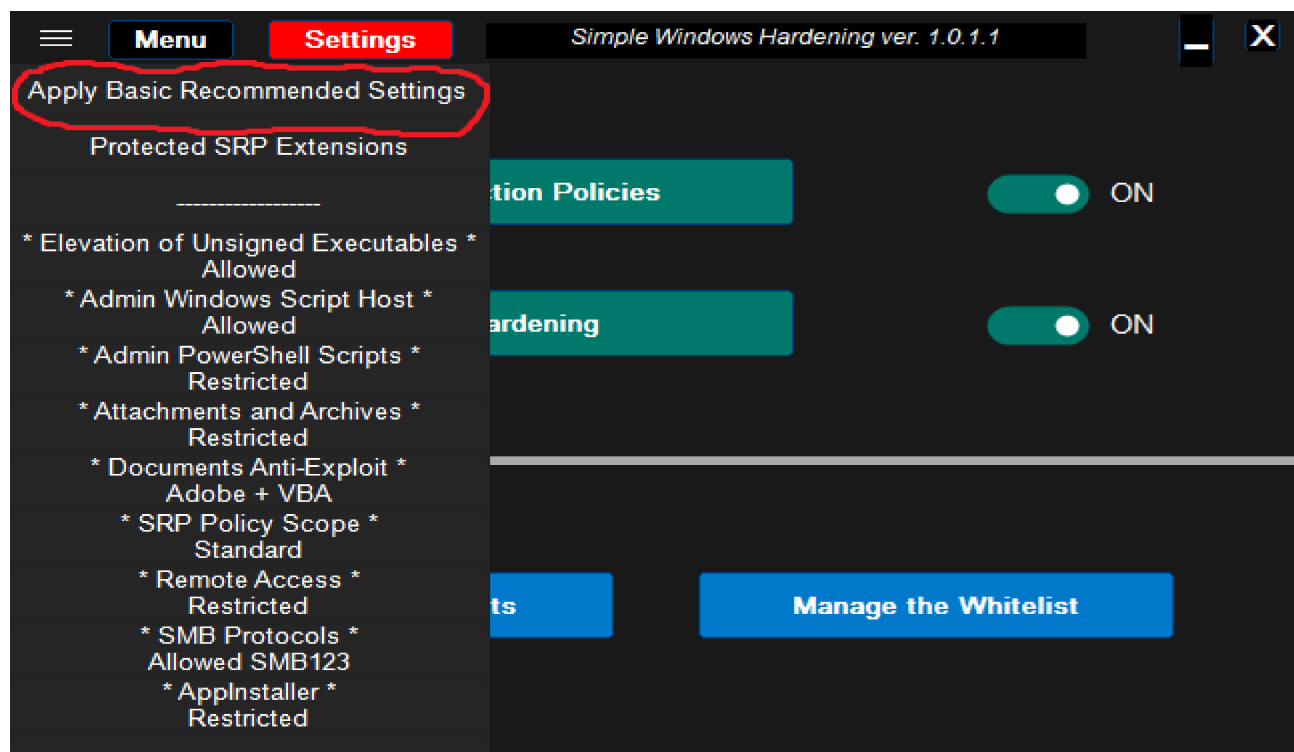 Menu
Settings
Simple Windows Hardening ver. 1.0.1.1
X
Apply Basic Recommended Settings
Protected SRP Extensions
------------------
* Elevation of Unsigned Executables *
Allowed
* Admin Windows Script Host *
Allowed
* Admin PowerShell Scripts *
Restricted
* Attachments and Archives *
Restricted
* Documents Anti-Exploit *
Adobe + VBA
* SRP Policy Scope *
Standard
* Remote Access *
Restricted
* SMB Protocols *
Allowed SMB123
* AppInstaller *
Restricted
tion Policies
ON
ardening
ON
ts
Manage the Whitelist